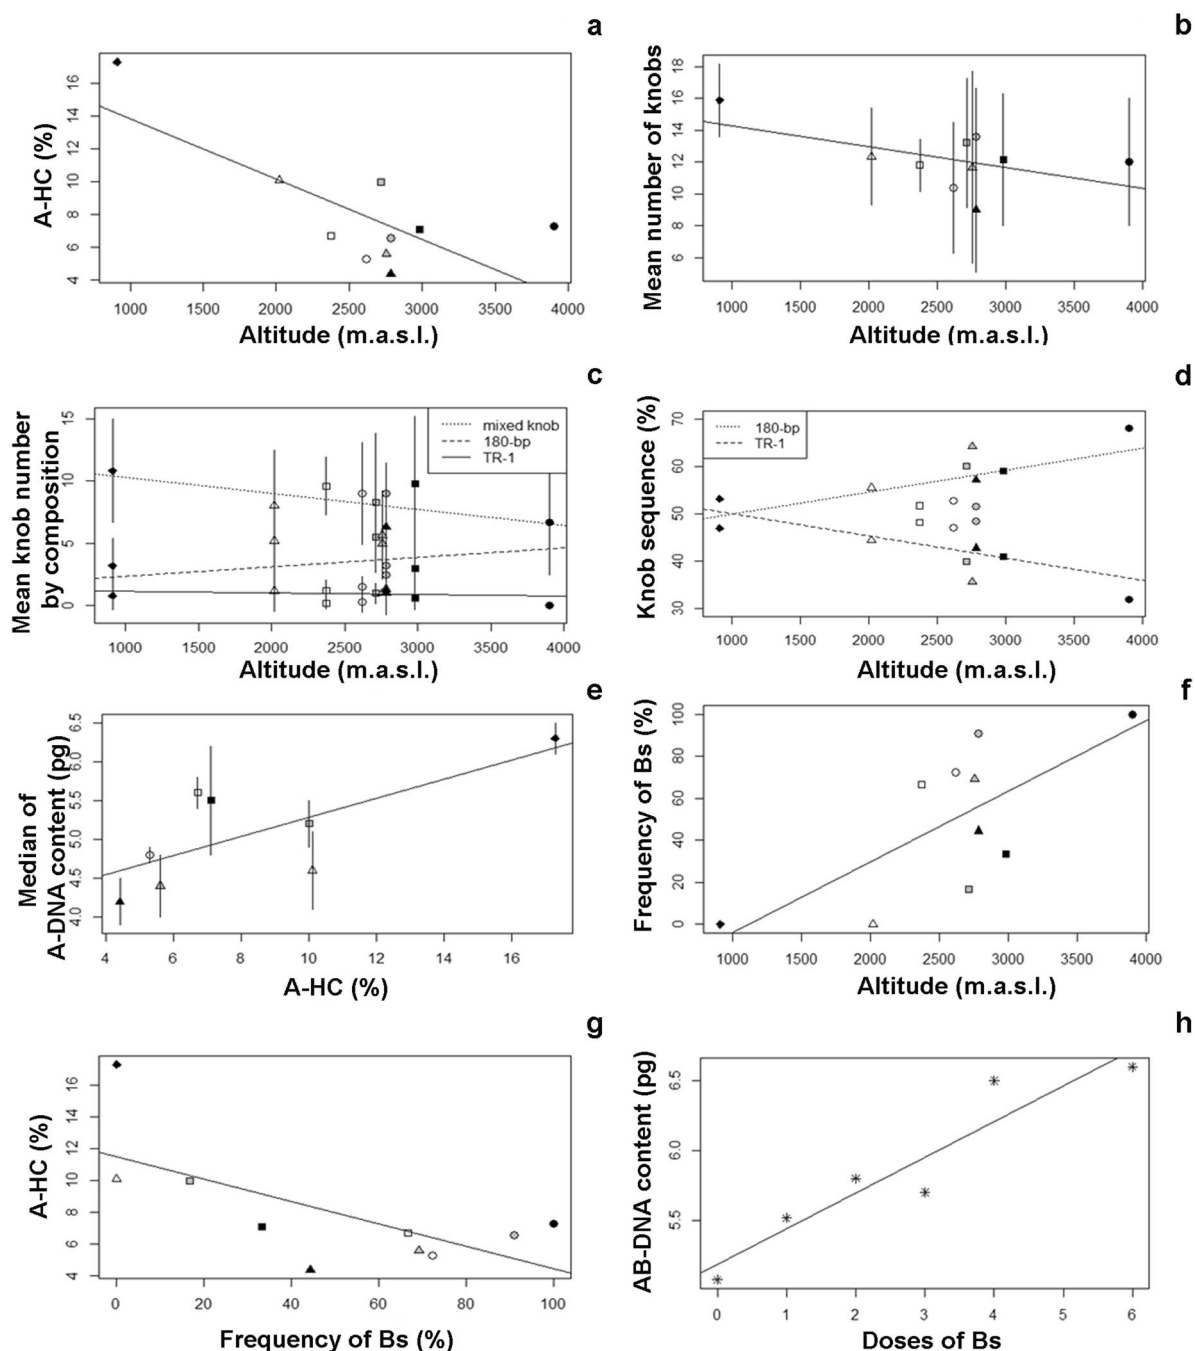 a
A-HC (%)
16
14
12
10
8
6
4
1000 1500 2000 2500 3000 3500 4000
Altitude (m.a.s.l.)
b
Mean number of knobs
18
16
14
12
10
8
6
1000 1500 2000 2500 3000 3500 4000
Altitude (m.a.s.l.)
c
Mean knob number
by composition
15
10
5
0
mixed knob
180-bp
TR-1
1000 1500 2000 2500 3000 3500 4000
Altitude (m.a.s.l.)
d
Knob sequence (%)
70
60
50
40
30
180-bp
TR-1
1000 1500 2000 2500 3000 3500 4000
Altitude (m.a.s.l.)
e
Median of
A-DNA content (pg)
6.5
6.0
5.5
5.0
4.5
4.0
4 6 8 10 12 14 16
A-HC (%)
f
Frequency of Bs (%)
100
80
60
40
20
0
1000 1500 2000 2500 3000 3500 4000
Altitude (m.a.s.l.)
g
A-HC (%)
16
14
12
10
8
6
4
0 20 40 60 80 100
Frequency of Bs (%)
h
AB-DNA content (pg)
6.5
6.0
5.5
0 1 2 3 4 5 6
Doses of Bs